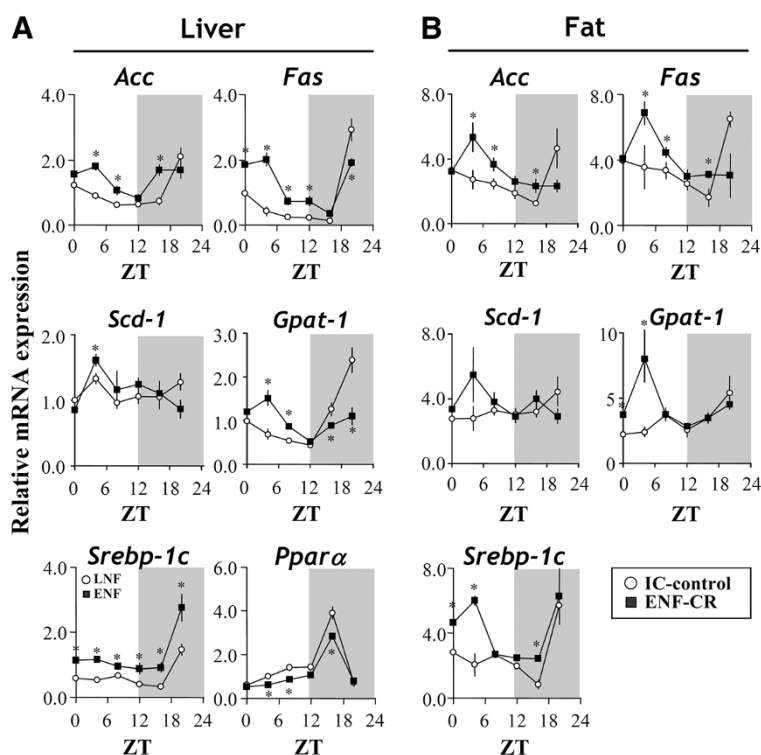 A
Liver
B
Fat
Relative mRNA expression
Acc
4.0
2.0
0.0
*
*
*
0 6 12 18 24
ZT
Fas
4.0
2.0
0.0
*
*
*
*
*
0 6 12 18 24
ZT
Acc
8.0
4.0
0.0
*
*
*
0 6 12 18 24
ZT
Fas
8.0
4.0
0.0
*
*
*
0 6 12 18 24
ZT
Scd-1
2.0
1.0
0.0
*
0 6 12 18 24
ZT
Gpat-1
3.0
2.0
1.0
0.0
*
*
*
*
0 6 12 18 24
ZT
Scd-1
8.0
4.0
0.0
0 6 12 18 24
ZT
Gpat-1
10
5
0
*
*
0 6 12 18 24
ZT
Srebp-1c
LNF
ENF
4.0
2.0
0.0
*
*
*
*
*
*
0 6 12 18 24
ZT
Pparα
6.0
4.0
2.0
0.0
*
*
*
0 6 12 18 24
ZT
Srebp-1c
8.0
4.0
0.0
*
*
*
0 6 12 18 24
ZT
IC-control
ENF-CR